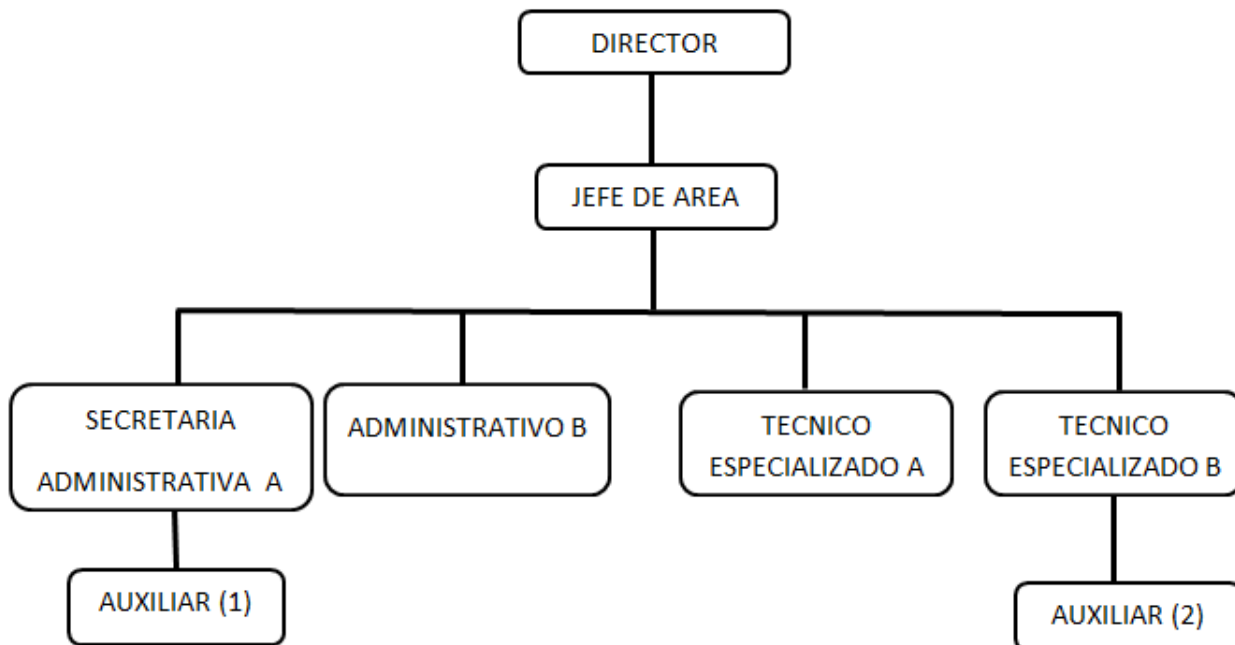 DIRECTOR
JEFE DE AREA
SECRETARIA
ADMINISTRATIVA A
ADMINISTRATIVO B
TECNICO
ESPECIALIZADO A
TECNICO
ESPECIALIZADO B
AUXILIAR (1)
AUXILIAR (2)